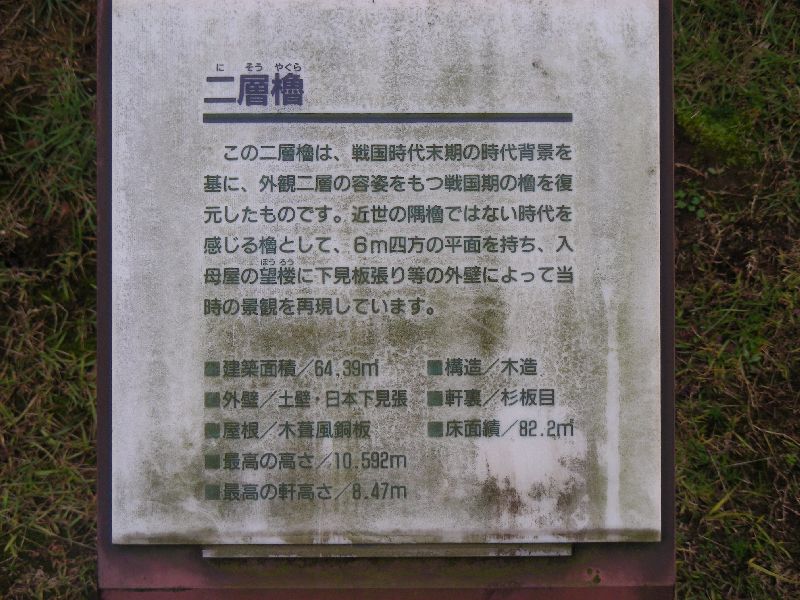 に そう やぐら
二層櫓
この二層櫓は、戦国時代末期の時代背景を
基に、外観二層の容姿をもつ戦国期の櫓を復
元したものです。近世の隅櫓ではない時代を
感じる櫓として、6m四方の平面を持ち、入
ぼう ろう
母屋の望楼に下見板張り等の外壁によって当
時の景観を再現しています。
■建築面積/64,39㎡ ■構造/木造
■外壁/土壁・日本下見張 ■軒裏/杉板目
■屋根/木葺風銅板 ■床面績/82.2㎡
■最高の高さ/10.592m
■最高の軒高さ/8.47m